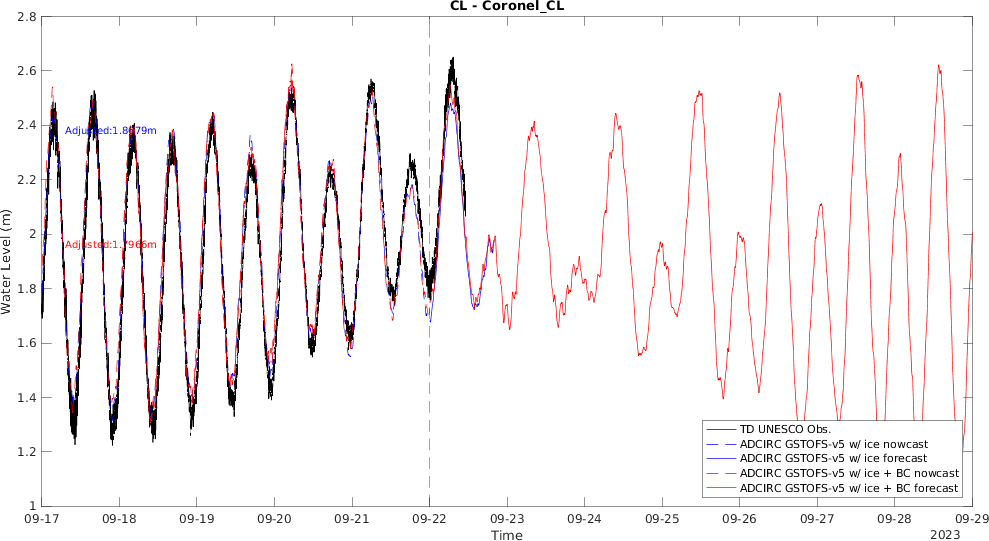 CL - Coronel_CL
2.8
2.6
2.4
2.2
2
1.8
1.6
1.4
1.2
1
Water Level (m)
Adjusted:1.8679m
Adjusted:1.7966m
TD UNESCO Obs.
ADCIRC GSTOFS-v5 w/ ice nowcast
ADCIRC GSTOFS-v5 w/ ice forecast
ADCIRC GSTOFS-v5 w/ ice + BC nowcast
ADCIRC GSTOFS-v5 w/ ice + BC forecast
09-17 09-18 09-19 09-20 09-21 09-22 09-23 09-24 09-25 09-26 09-27 09-28 09-29
Time
2023